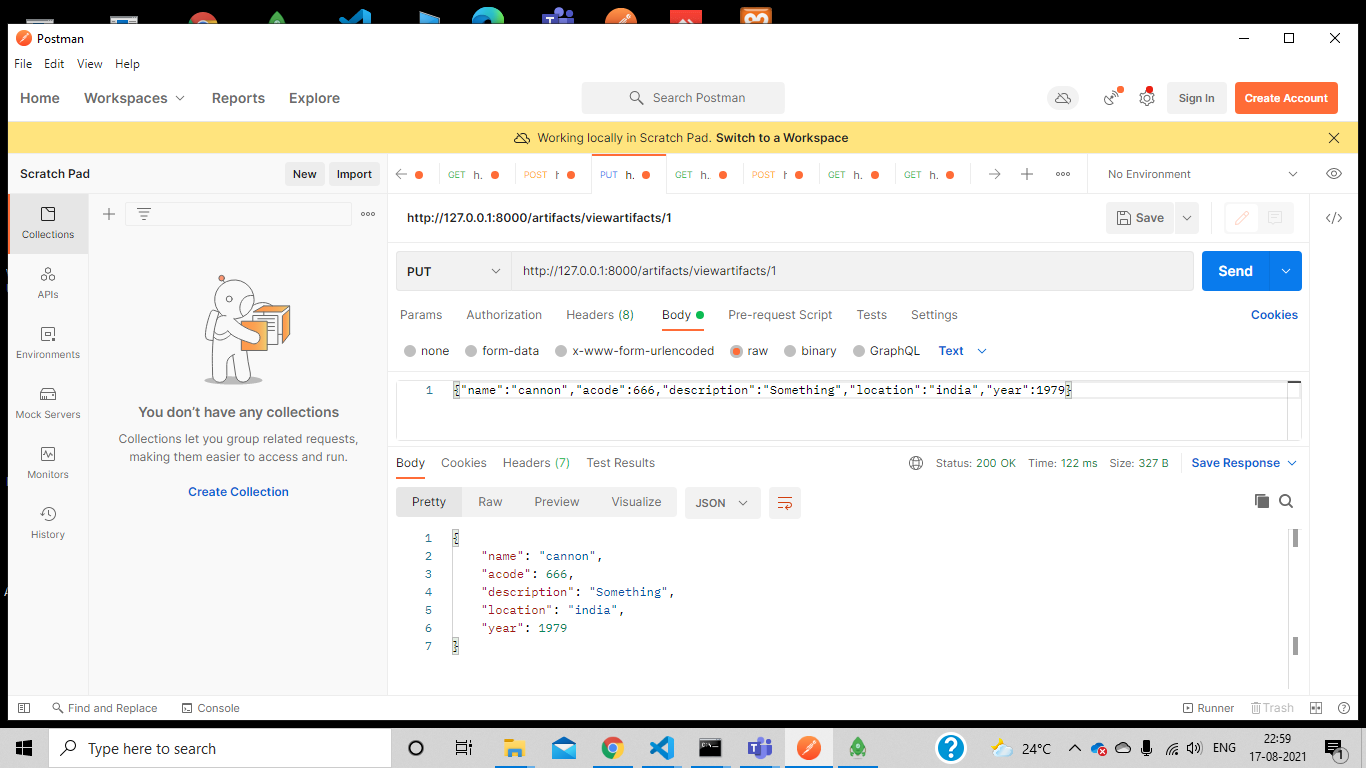 Postman
File Edit View Help
Home Workspaces Reports Explore Search Postman Sign In Create Account
Working locally in Scratch Pad. Switch to a Workspace
Scratch Pad New Import GET h. POST h PUT h. GET h. POST h GET h. GET h. No Environment
Collections
APIs
Environments
Mock Servers
Monitors
History
You don't have any collections
Collections let you group related requests,
making them easier to access and run.
Create Collection
http://127.0.0.1:8000/artifacts/viewartifacts/1 Save
PUT http://127.0.0.1:8000/artifacts/viewartifacts/1 Send
Params Authorization Headers (8) Body Pre-request Script Tests Settings Cookies
none form-data x-www-form-urlencoded raw binary GraphQL Text
1 {"name":"cannon","acode":666,"description":"Something","location":"india","year":1979}
Body Cookies Headers (7) Test Results Status: 200 OK Time: 122 ms Size: 327 B Save Response
Pretty Raw Preview Visualize JSON
1 {
2 "name": "cannon",
3 "acode": 666,
4 "description": "Something",
5 "location": "india",
6 "year": 1979
7 }
Find and Replace Console Runner Trash
Type here to search 24°C ENG 22:59
17-08-2021 1